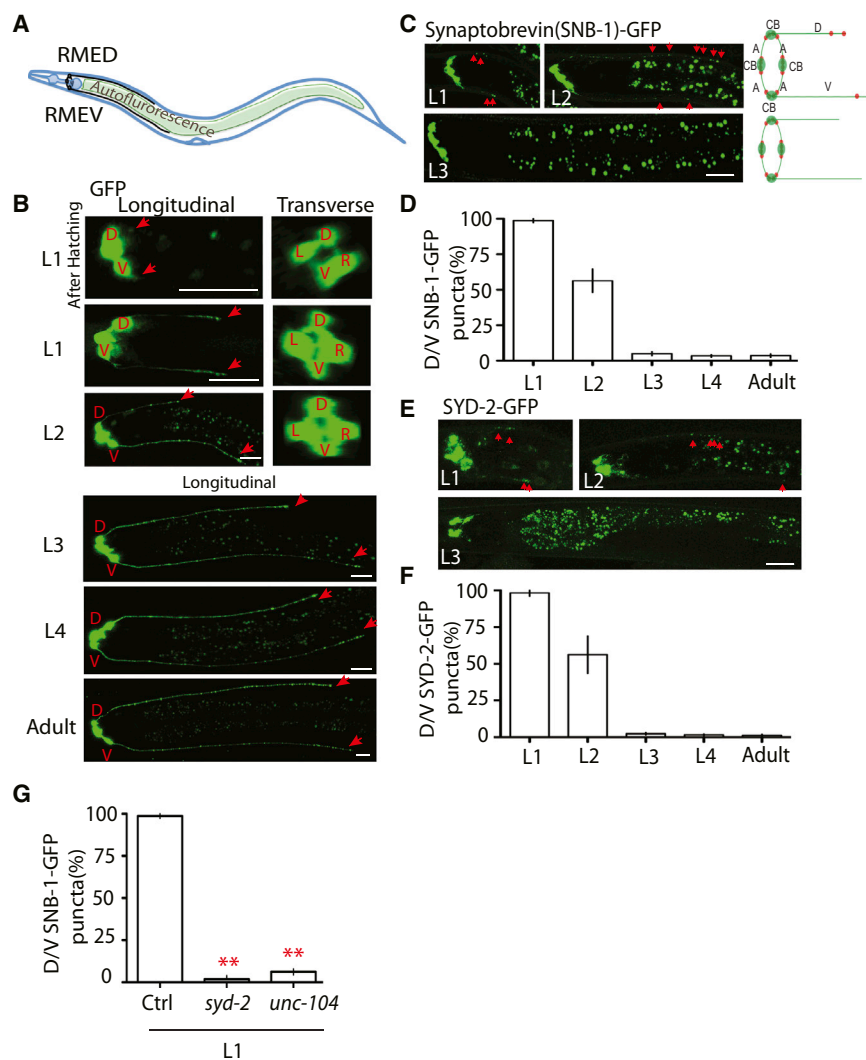 A
RMED
RMEV
Autoflurorescence
B
GFP
Longitudinal
Transverse
After Hatching
L1
D
V
D
L
R
V
L1
D
V
D
L
R
V
L2
D
V
D
L
R
V
Longitudinal
L3
D
V
L4
D
V
Adult
D
V
C
Synaptobrevin(SNB-1)-GFP
L1
L2
L3
CB
D
A
A
CB
CB
A
A
V
CB
D
D/V SNB-1-GFP
puncta(%)
100
75
50
25
0
L1
L2
L3
L4
Adult
E
SYD-2-GFP
L1
L2
L3
F
D/V SYD-2-GFP
puncta(%)
100
75
50
25
0
L1
L2
L3
L4
Adult
G
D/V SNB-1-GFP
puncta(%)
100
75
50
25
0
**
**
Ctrl
syd-2
unc-104
L1